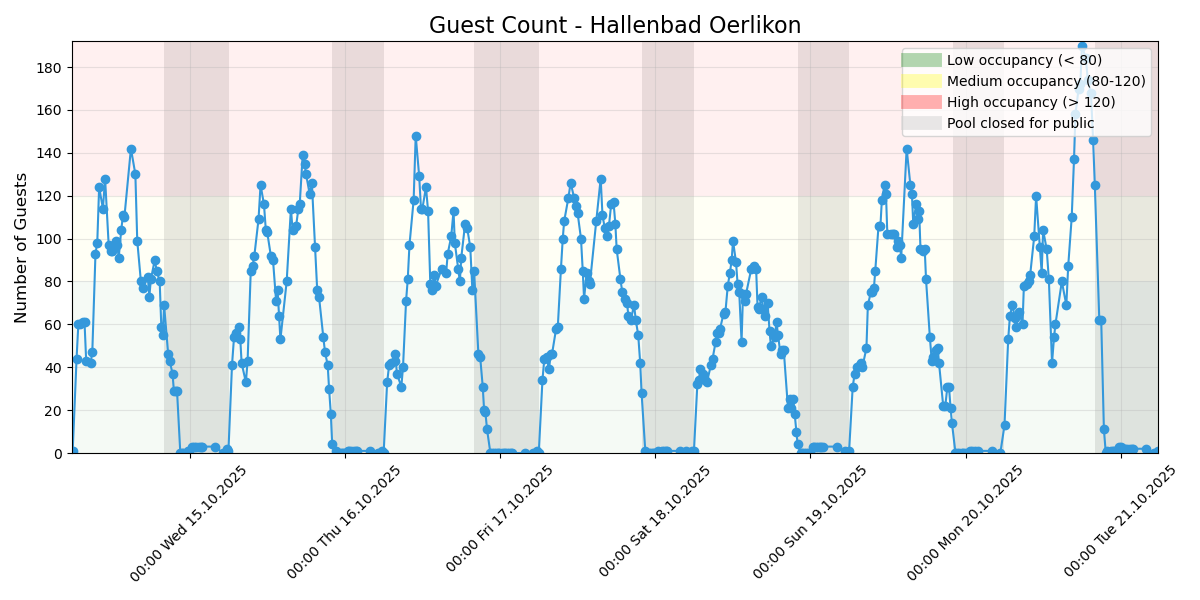 Guest Count - Hallenbad Oerlikon
Number of Guests
180
160
140
120
100
80
60
40
20
0
Low occupancy (< 80)
Medium occupancy (80-120)
High occupancy (> 120)
Pool closed for public
00:00 Wed 15.10.2025
00:00 Thu 16.10.2025
00:00 Fri 17.10.2025
00:00 Sat 18.10.2025
00:00 Sun 19.10.2025
00:00 Mon 20.10.2025
00:00 Tue 21.10.2025